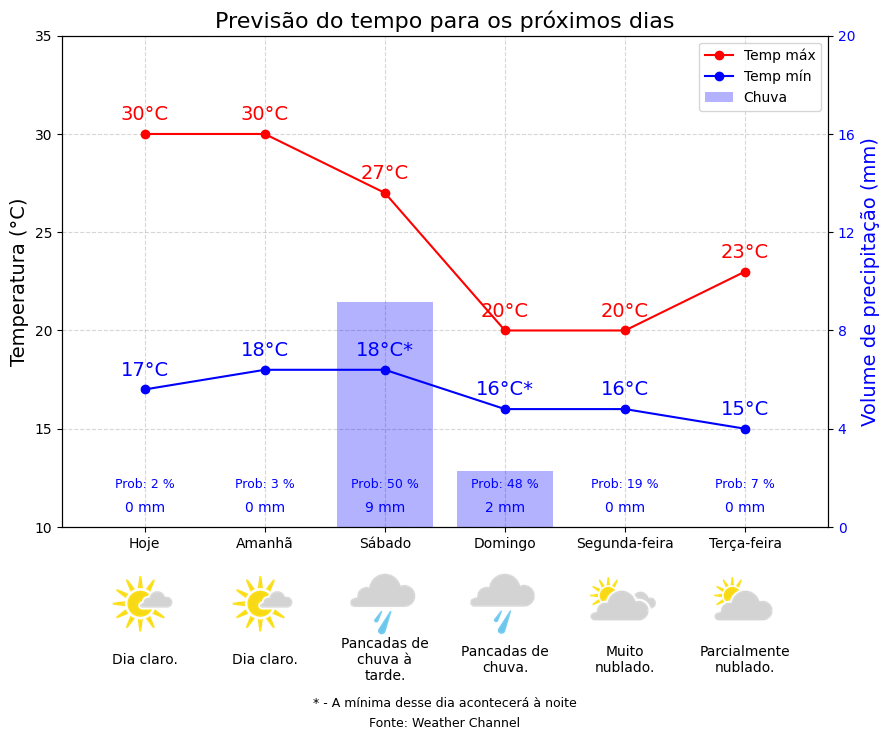 Previsão do tempo para os próximos dias
35
30
25
20
15
10
Temperatura (°C)
20
16
12
8
4
0
Volume de precipitação (mm)
Temp máx
Temp mín
Chuva
30°C
30°C
27°C
20°C
20°C
23°C
17°C
18°C
18°C*
16°C*
16°C
15°C
Prob: 2 %
Prob: 3 %
Prob: 50 %
Prob: 48 %
Prob: 19 %
Prob: 7 %
0 mm
0 mm
9 mm
2 mm
0 mm
0 mm
Hoje
Amanhã
Sábado
Domingo
Segunda-feira
Terça-feira
Dia claro.
Dia claro.
Pancadas de
chuva à
tarde.
Pancadas de
chuva.
Muito
nublado.
Parcialmente
nublado.
* - A mínima desse dia acontecerá à noite
Fonte: Weather Channel